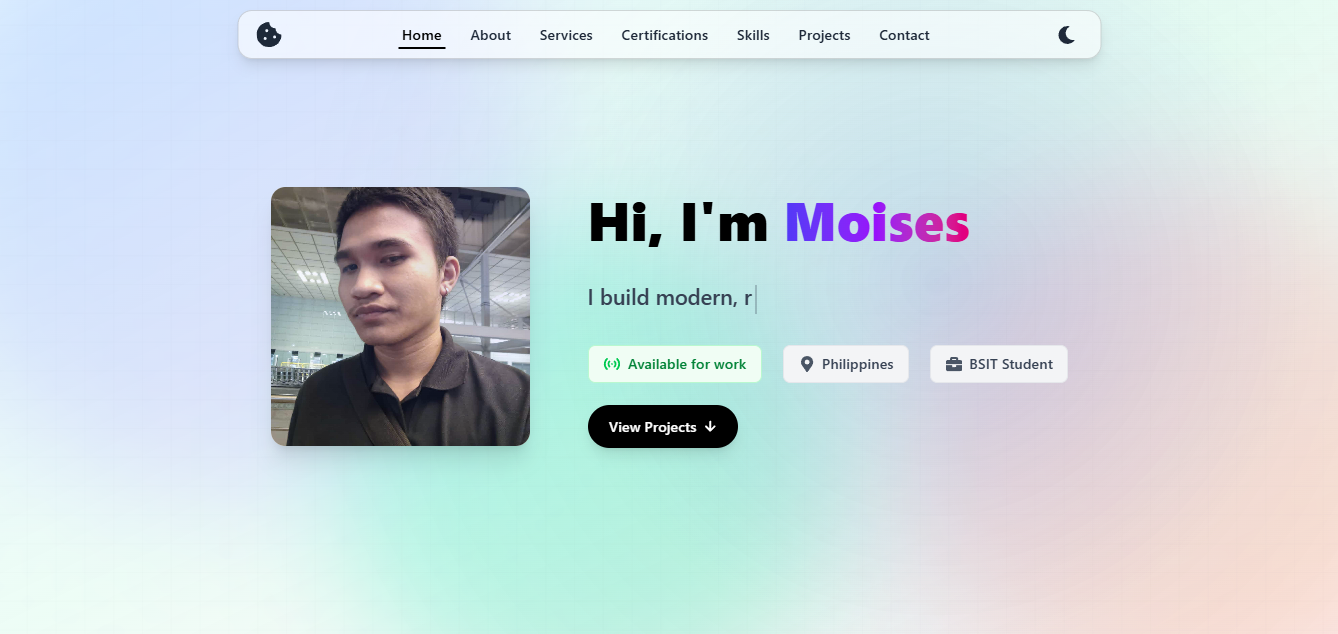 Home About Services Certifications Skills Projects Contact
Hi, I'm Moises
I build modern, r
Available for work Philippines BSIT Student
View Projects